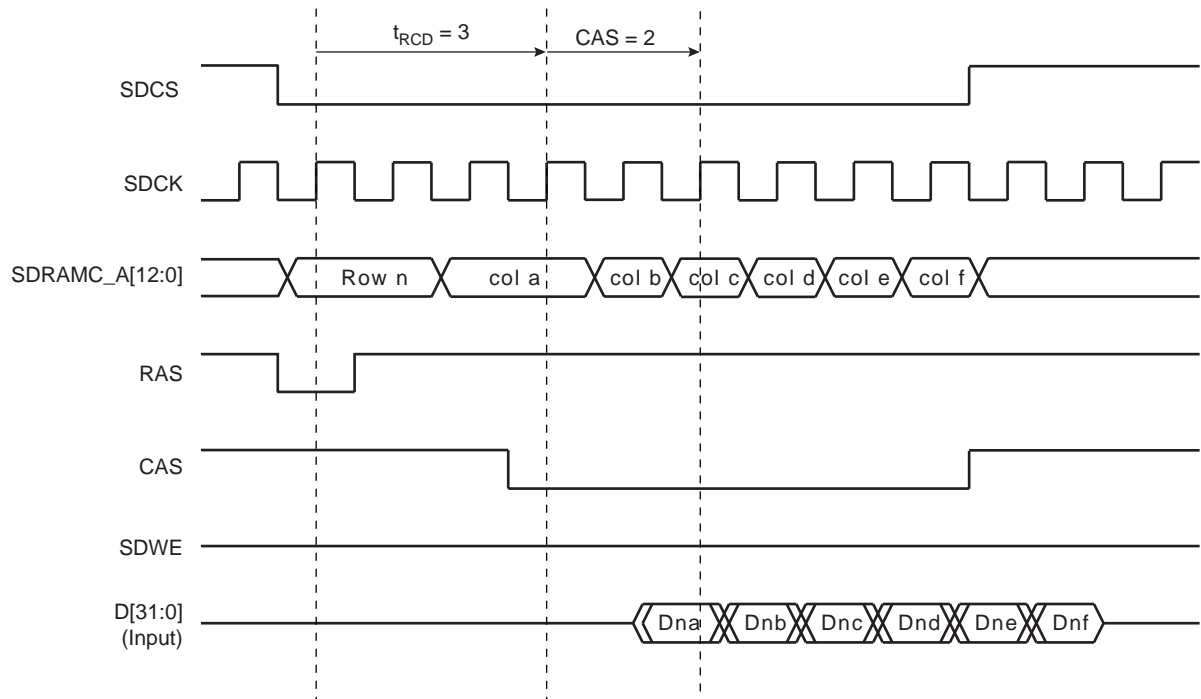 tRCD = 3 CAS = 2
SDCS
SDCK
SDRAMC_A[12:0] Row n col a col b col c col d col e col f
RAS
CAS
SDWE
D[31:0]
(Input)
Dna Dnb Dnc Dnd Dne Dnf